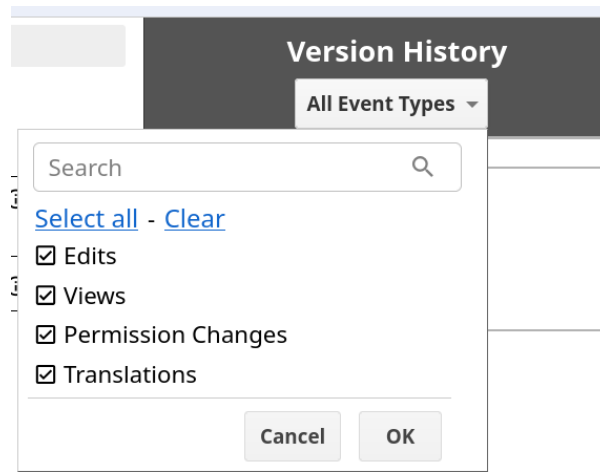 Version History
All Event Types
Search
Select all - Clear
Edits
Views
Permission Changes
Translations
Cancel OK